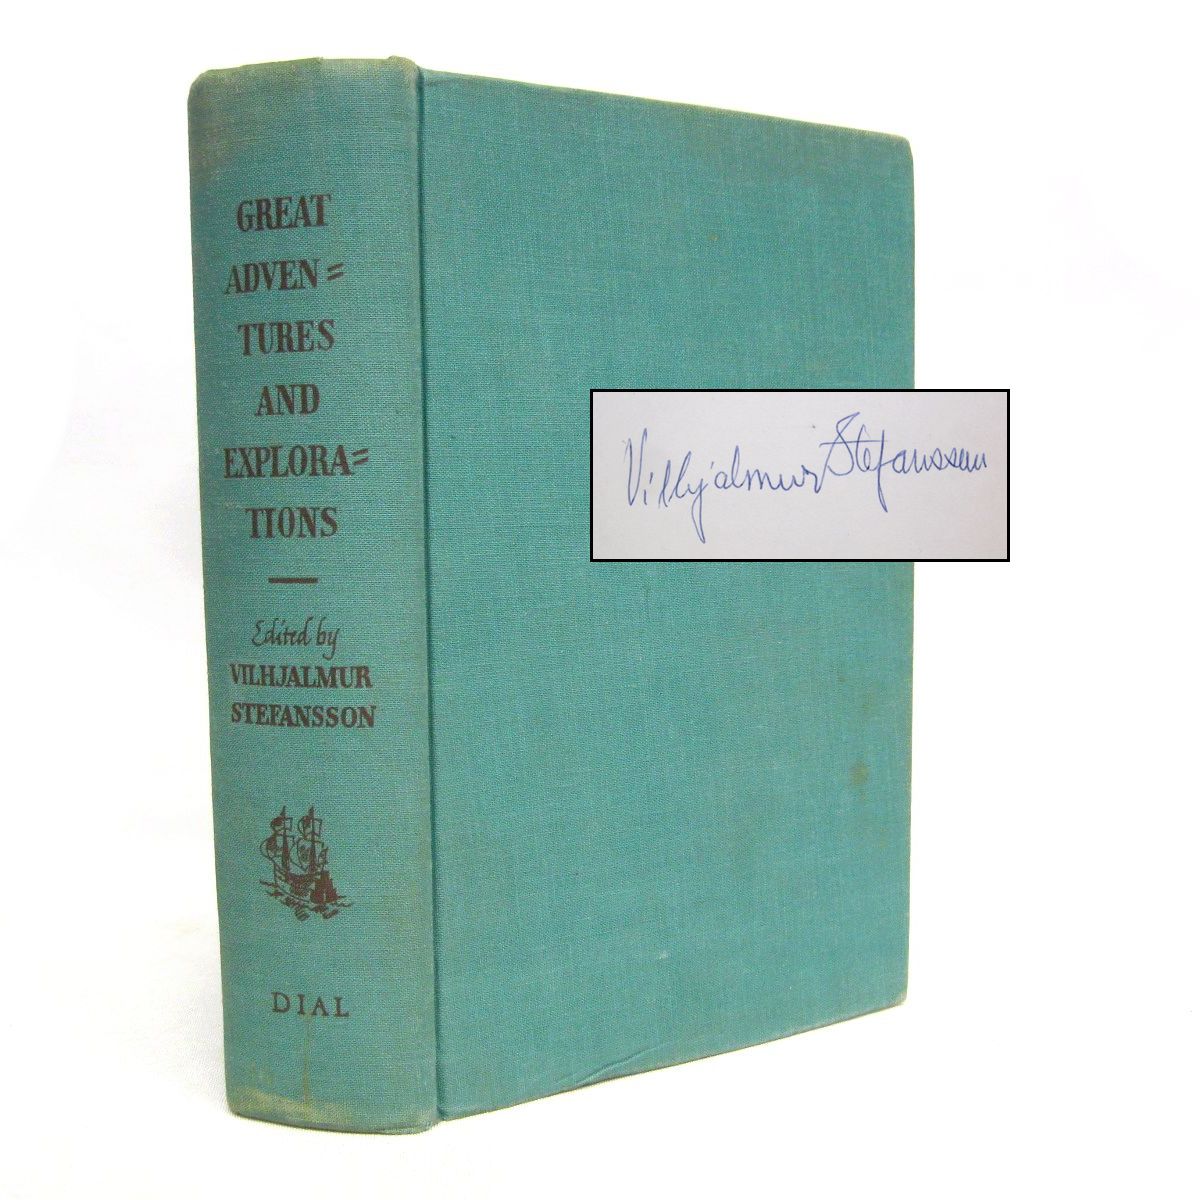 GREAT
ADVEN=
TURES
AND
EXPLORA=
TIONS
Edited by
VILHJALMUR
STEFANSSON
DIAL
Vilhjalmur Stefansson